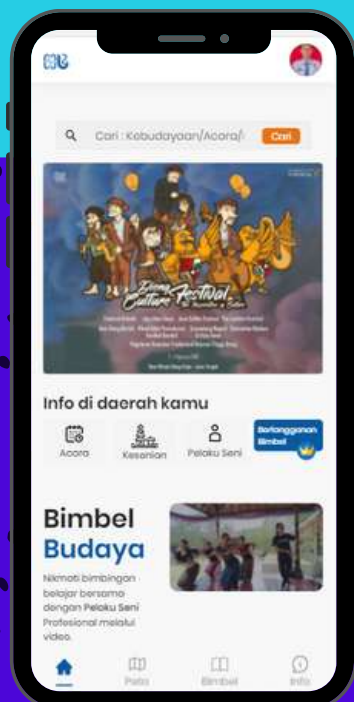 Cari : Kebudayaan/Acara/
Cari
Dieng
Culture Festival
Info di daerah kamu
Acara
Kesenian
Pelaku Seni
Berlangganan
Bimbel
Bimbel
Budaya
Nikmati bimbingan
belajar bersama
dengan Pelaku Seni
Profesional melalui
video.
Peta
Bimbel
Info